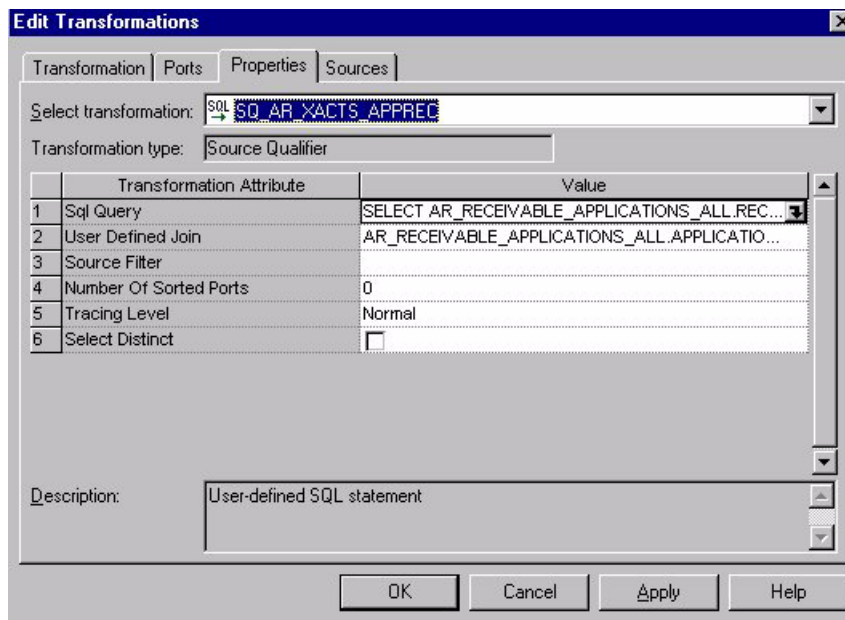 Edit Transformations
Transformation Ports Properties Sources
Select transformation: SQL SQ_AR_XACTS_APPREC
Transformation type: Source Qualifier
Transformation Attribute Value
1 Sql Query SELECT AR_RECEIVABLE_APPLICATIONS_ALL.REC...
2 User Defined Join AR_RECEIVABLE_APPLICATIONS_ALL.APPLICATIO...
3 Source Filter
4 Number Of Sorted Ports 0
5 Tracing Level Normal
6 Select Distinct
Description: User-defined SQL statement
OK Cancel Apply Help